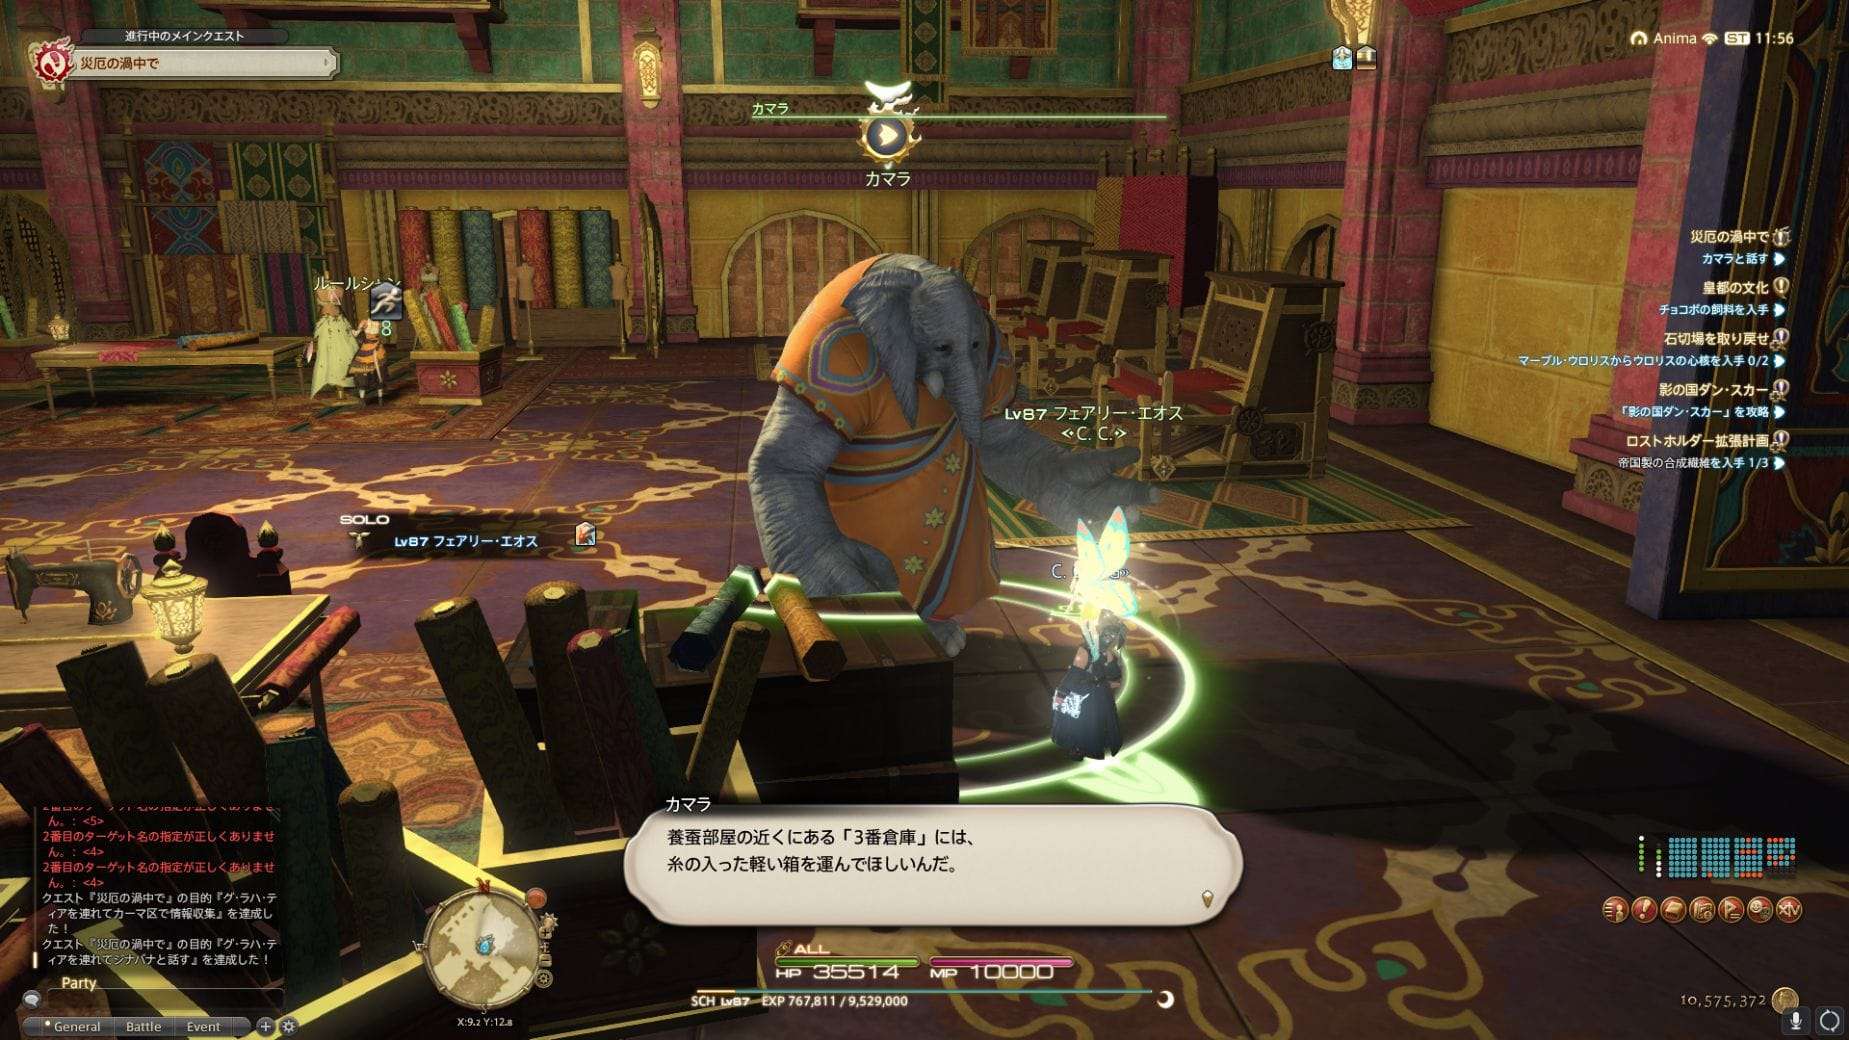 進行中のメインクエスト
災厄の渦中で
Anima ST 11:56
カマラ
カマラ
災厄の渦中で
カマラと話す
皇都の文化
チョコボの飼料を入手
石切場を取り戻せ
マーブル・ウロリスからウロリスの心核を入手 0/2
影の国ダン・スカー
『影の国ダン・スカー』を攻略
ロストホルダー拡張計画
帝国製の合成繊維を入手 1/3
8
Lv87 フェアリー・エオス
<-C. C.->
SOLO
Lv87 フェアリー・エオス
カマラ
養蚕部屋の近くにある「3番倉庫」には、
糸の入った軽い箱を運んでほしいんだ。
2番目のターゲット名の指定が正しくありませ
ん。：<5>
2番目のターゲット名の指定が正しくありませ
ん。：<4>
2番目のターゲット名の指定が正しくありませ
ん。：<4>
クエスト『災厄の渦中で』の目的『グ・ラハ・テ
ィアを連れてカーマ区で情報収集』を達成し
た！
クエスト『災厄の渦中で』の目的『グ・ラハ・テ
ィアを連れてシナバナと話す』を達成した！
Party
General Battle Event
X:9.2 Y:12.8
ALL
HP 35514 MP 10000
SCH Lv87 EXP 767,811 / 9,529,000
10,575,372